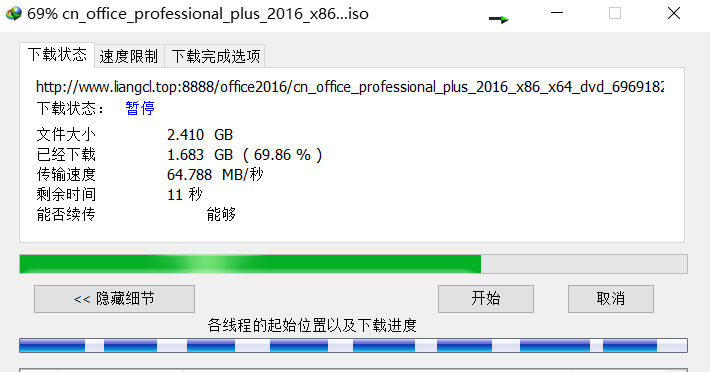 69% cn_office_professional_plus_2016_x86...iso
下载状态 速度限制 下载完成选项
http://www.liangcl.top:8888/office2016/cn_office_professional_plus_2016_x86_x64_dvd_6969182
下载状态： 暂停
文件大小 2.410 GB
已经下载 1.683 GB ( 69.86 % )
传输速度 64.788 MB/秒
剩余时间 11 秒
能否续传 能够
<< 隐藏细节 开始 取消
各线程的起始位置以及下载进度